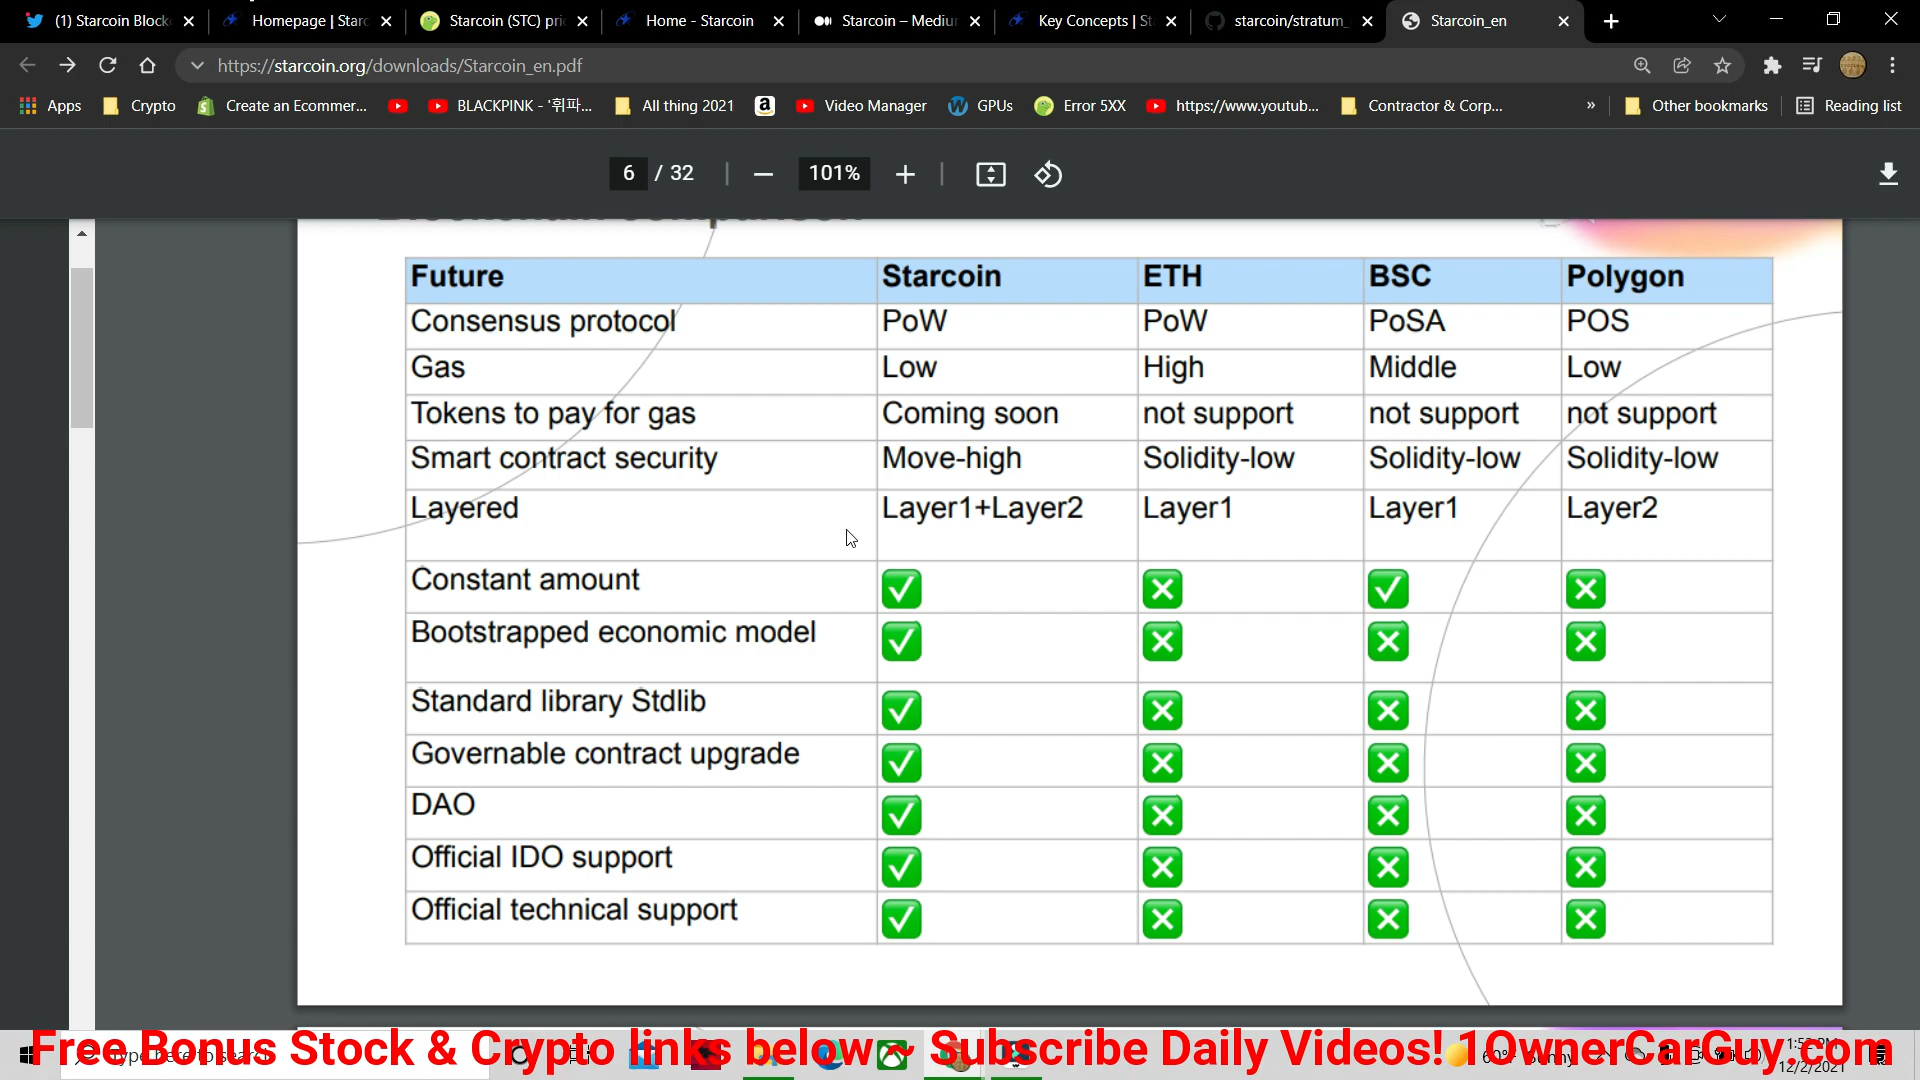 (1) Starcoin Block
Homepage | Starc
Starcoin (STC) pri
Home - Starcoin
Starcoin – Medium
Key Concepts | St
starcoin/stratum_
Starcoin_en
https://starcoin.org/downloads/Starcoin_en.pdf
Apps
Crypto
Create an Ecommer...
BLACKPINK - '휘파...
All thing 2021
Video Manager
GPUs
Error 5XX
https://www.youtub...
Contractor & Corp...
»
Other bookmarks
Reading list
6 / 32
101%
Future Starcoin ETH BSC Polygon
Consensus protocol PoW PoW PoSA POS
Gas Low High Middle Low
Tokens to pay for gas Coming soon not support not support not support
Smart contract security Move-high Solidity-low Solidity-low Solidity-low
Layered Layer1+Layer2 Layer1 Layer1 Layer2
Constant amount
Bootstrapped economic model
Standard library Stdlib
Governable contract upgrade
DAO
Official IDO support
Official technical support
Free Bonus Stock & Crypto links below ~ Subscribe Daily Videos! 1OwnerCarGuy.com
12/2/2021